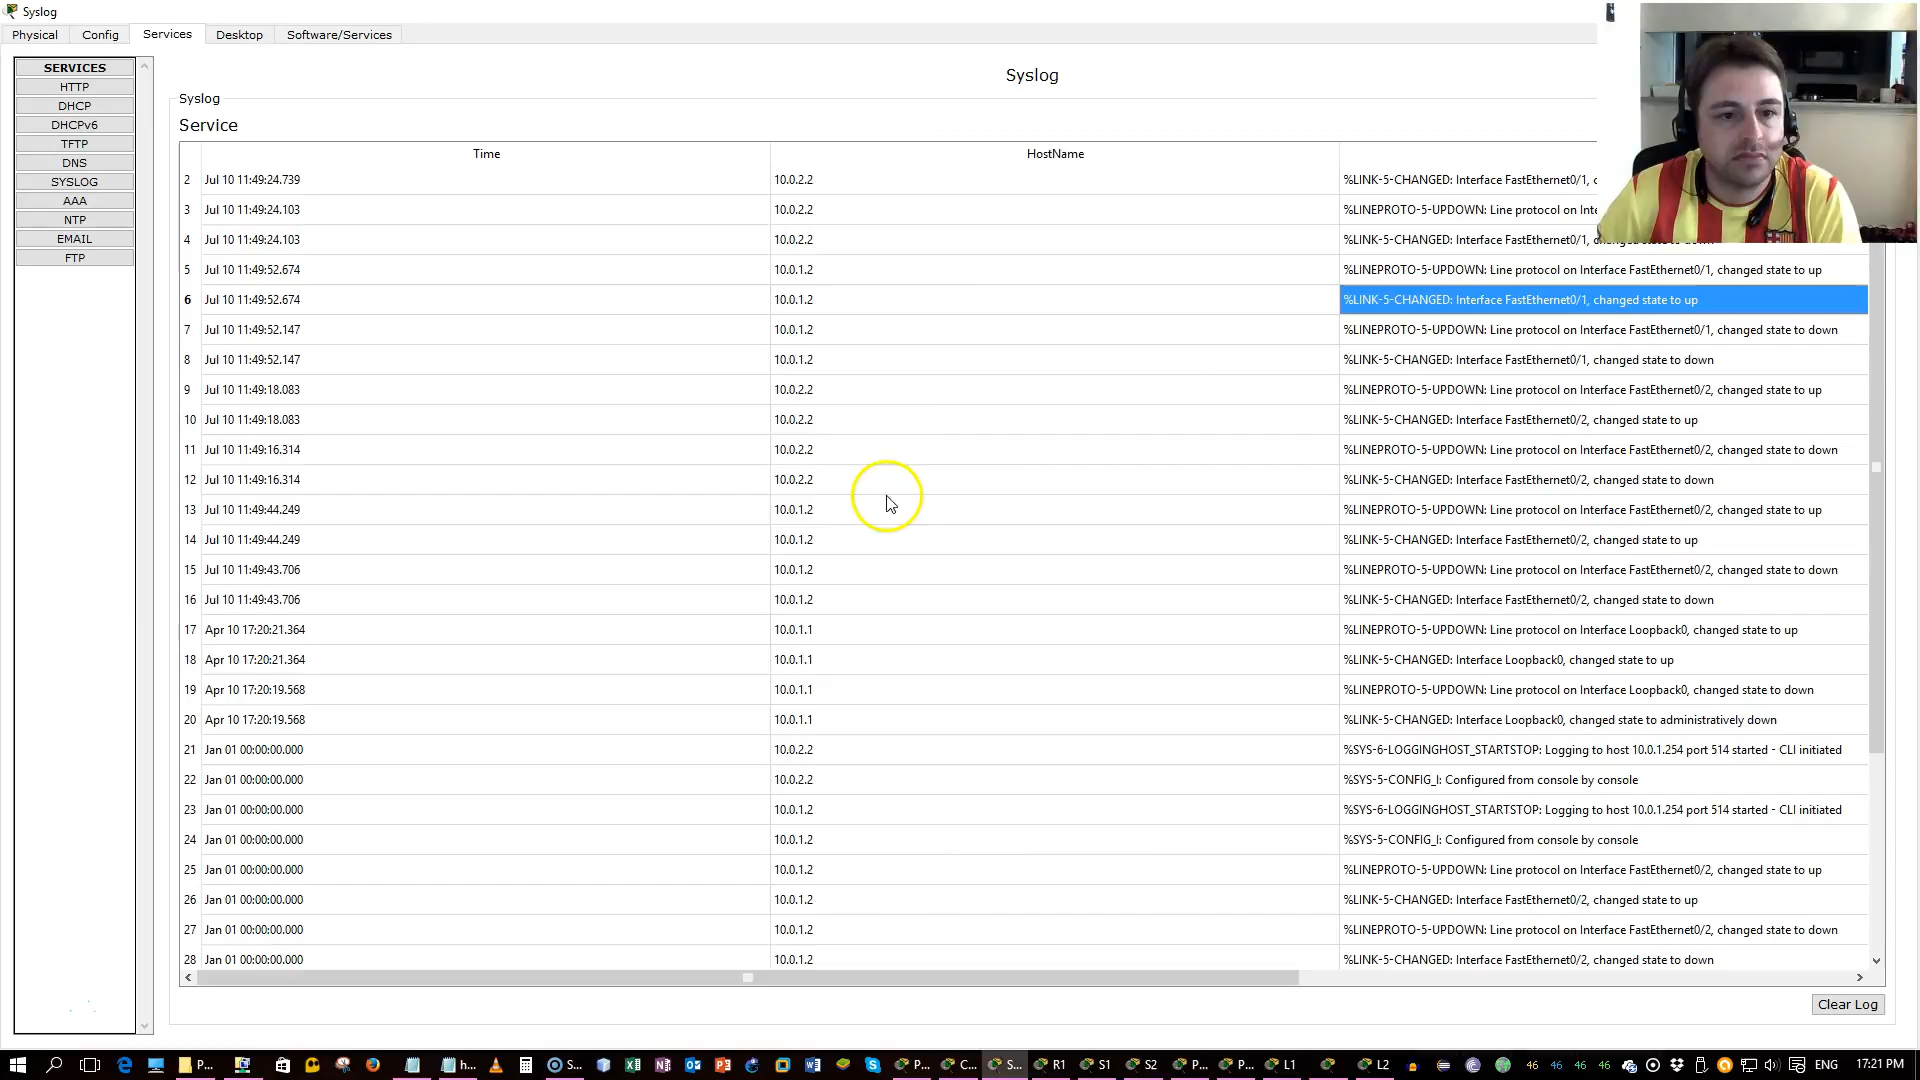 Syslog
Physical Config Services Desktop Software/Services
SERVICES
HTTP
DHCP
DHCPv6
TFTP
DNS
SYSLOG
AAA
NTP
EMAIL
FTP
Syslog
Syslog
Service
Time HostName
2 Jul 10 11:49:24.739 10.0.2.2 %LINK-5-CHANGED: Interface FastEthernet0/1,
3 Jul 10 11:49:24.103 10.0.2.2 %LINEPROTO-5-UPDOWN: Line protocol on
4 Jul 10 11:49:24.103 10.0.2.2 %LINK-5-CHANGED: Interface FastEthernet0/1, changed state to down
5 Jul 10 11:49:52.674 10.0.1.2 %LINEPROTO-5-UPDOWN: Line protocol on Interface FastEthernet0/1, changed state to up
6 Jul 10 11:49:52.674 10.0.1.2 %LINK-5-CHANGED: Interface FastEthernet0/1, changed state to up
7 Jul 10 11:49:52.147 10.0.1.2 %LINEPROTO-5-UPDOWN: Line protocol on Interface FastEthernet0/1, changed state to down
8 Jul 10 11:49:52.147 10.0.1.2 %LINK-5-CHANGED: Interface FastEthernet0/1, changed state to down
9 Jul 10 11:49:18.083 10.0.2.2 %LINEPROTO-5-UPDOWN: Line protocol on Interface FastEthernet0/2, changed state to up
10 Jul 10 11:49:18.083 10.0.2.2 %LINK-5-CHANGED: Interface FastEthernet0/2, changed state to up
11 Jul 10 11:49:16.314 10.0.2.2 %LINEPROTO-5-UPDOWN: Line protocol on Interface FastEthernet0/2, changed state to down
12 Jul 10 11:49:16.314 10.0.2.2 %LINK-5-CHANGED: Interface FastEthernet0/2, changed state to down
13 Jul 10 11:49:44.249 10.0.1.2 %LINEPROTO-5-UPDOWN: Line protocol on Interface FastEthernet0/2, changed state to up
14 Jul 10 11:49:44.249 10.0.1.2 %LINK-5-CHANGED: Interface FastEthernet0/2, changed state to up
15 Jul 10 11:49:43.706 10.0.1.2 %LINEPROTO-5-UPDOWN: Line protocol on Interface FastEthernet0/2, changed state to down
16 Jul 10 11:49:43.706 10.0.1.2 %LINK-5-CHANGED: Interface FastEthernet0/2, changed state to down
17 Apr 10 17:20:21.364 10.0.1.1 %LINEPROTO-5-UPDOWN: Line protocol on Interface Loopback0, changed state to up
18 Apr 10 17:20:21.364 10.0.1.1 %LINK-5-CHANGED: Interface Loopback0, changed state to up
19 Apr 10 17:20:19.568 10.0.1.1 %LINEPROTO-5-UPDOWN: Line protocol on Interface Loopback0, changed state to down
20 Apr 10 17:20:19.568 10.0.1.1 %LINK-5-CHANGED: Interface Loopback0, changed state to administratively down
21 Jan 01 00:00:00.000 10.0.2.2 %SYS-6-LOGGINGHOST_STARTSTOP: Logging to host 10.0.1.254 port 514 started - CLI initiated
22 Jan 01 00:00:00.000 10.0.2.2 %SYS-5-CONFIG_I: Configured from console by console
23 Jan 01 00:00:00.000 10.0.1.2 %SYS-6-LOGGINGHOST_STARTSTOP: Logging to host 10.0.1.254 port 514 started - CLI initiated
24 Jan 01 00:00:00.000 10.0.1.2 %SYS-5-CONFIG_I: Configured from console by console
25 Jan 01 00:00:00.000 10.0.1.2 %LINEPROTO-5-UPDOWN: Line protocol on Interface FastEthernet0/2, changed state to up
26 Jan 01 00:00:00.000 10.0.1.2 %LINK-5-CHANGED: Interface FastEthernet0/2, changed state to up
27 Jan 01 00:00:00.000 10.0.1.2 %LINEPROTO-5-UPDOWN: Line protocol on Interface FastEthernet0/2, changed state to down
28 Jan 01 00:00:00.000 10.0.1.2 %LINK-5-CHANGED: Interface FastEthernet0/2, changed state to down
Clear Log
P... h... S... P... C... S... R1 S1 S2 P... P... L1 L2 46 46 46 46 ENG 17:21 PM